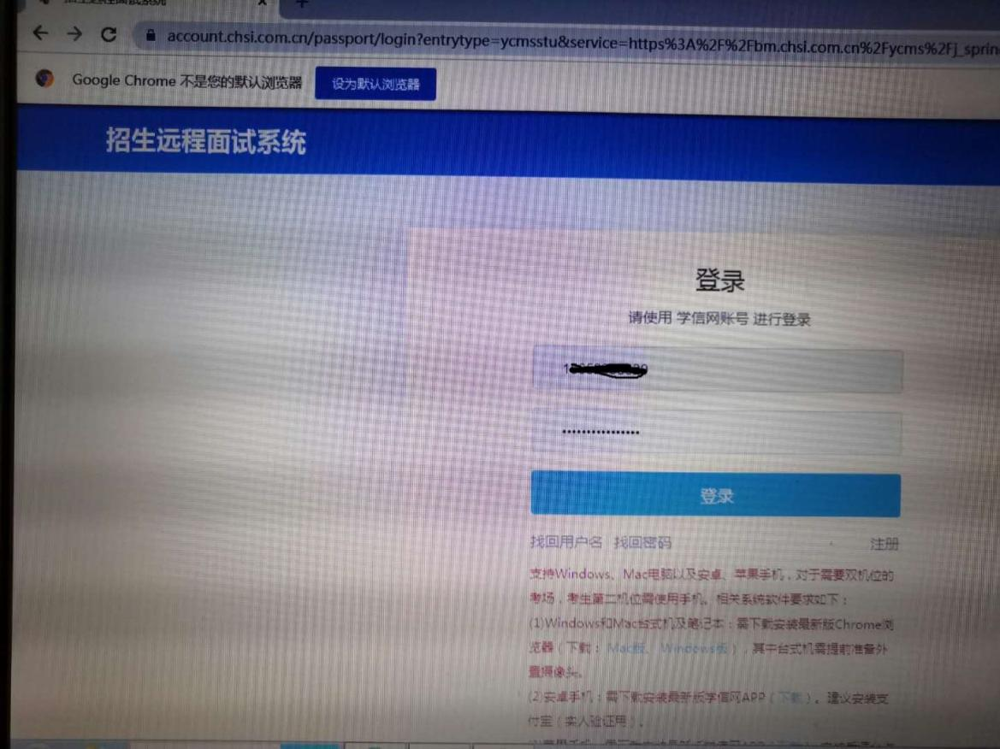 招生远程面试系统
account.chsi.com.cn/passport/login?entrytype=ycmsstu&service=https%3A%2F%2Fbm.chsi.com.cn%2Fycms%2Fj_sprin
Google Chrome 不是您的默认浏览器 设为默认浏览器
招生远程面试系统
登录
请使用 学信网账号 进行登录
••••••••••••••••
登录
找回用户名 找回密码 注册
支持Windows、Mac电脑以及安卓、苹果手机，对于需要双机位的
考场，考生第二机位需使用手机。相关系统软件要求如下：
(1)Windows和Mac台式机及笔记本：需下载安装最新版Chrome浏
览器（下载：Mac版、Windows版），其中台式机需提前准备外
置摄像头。
(2)安卓手机：需下载安装最新版学信网APP（下载）。建议安装支
付宝（实人验证用）。